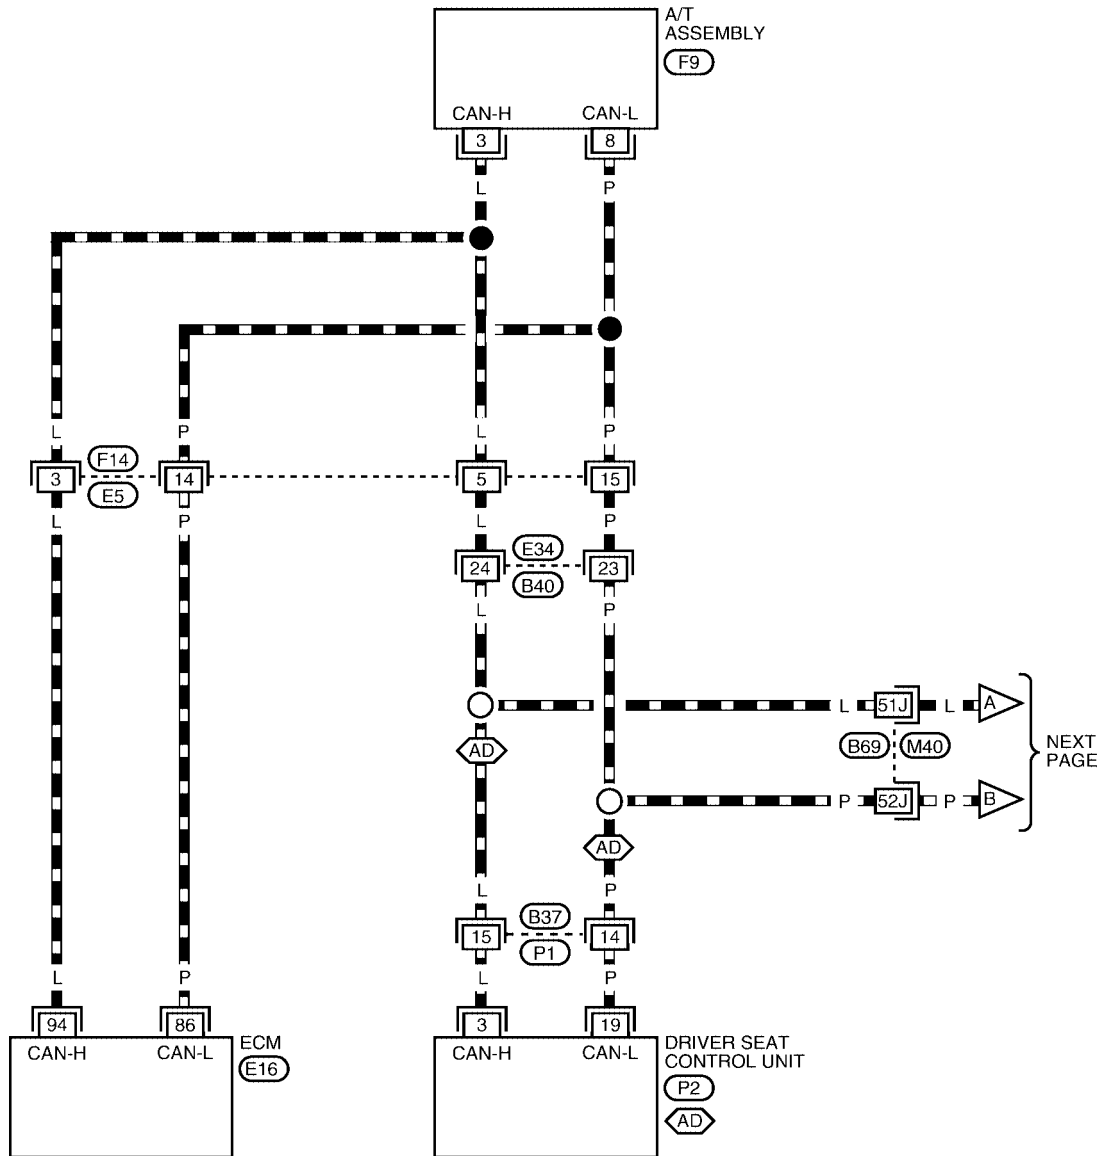 A/T
ASSEMBLY
F9
CAN-H CAN-L
3 8
L P
L P L P
F14
3 14 5 15
E5
L P L P
E34
24 23
B40
L P
L 51J L A
AD
B69 M40
NEXT
PAGE
P 52J P B
AD
L P
B37
15 14
P1
L P L P
94 86 3 19
ECM
DRIVER SEAT
CAN-H CAN-L CAN-H CAN-L
CONTROL UNIT
E16
P2
AD